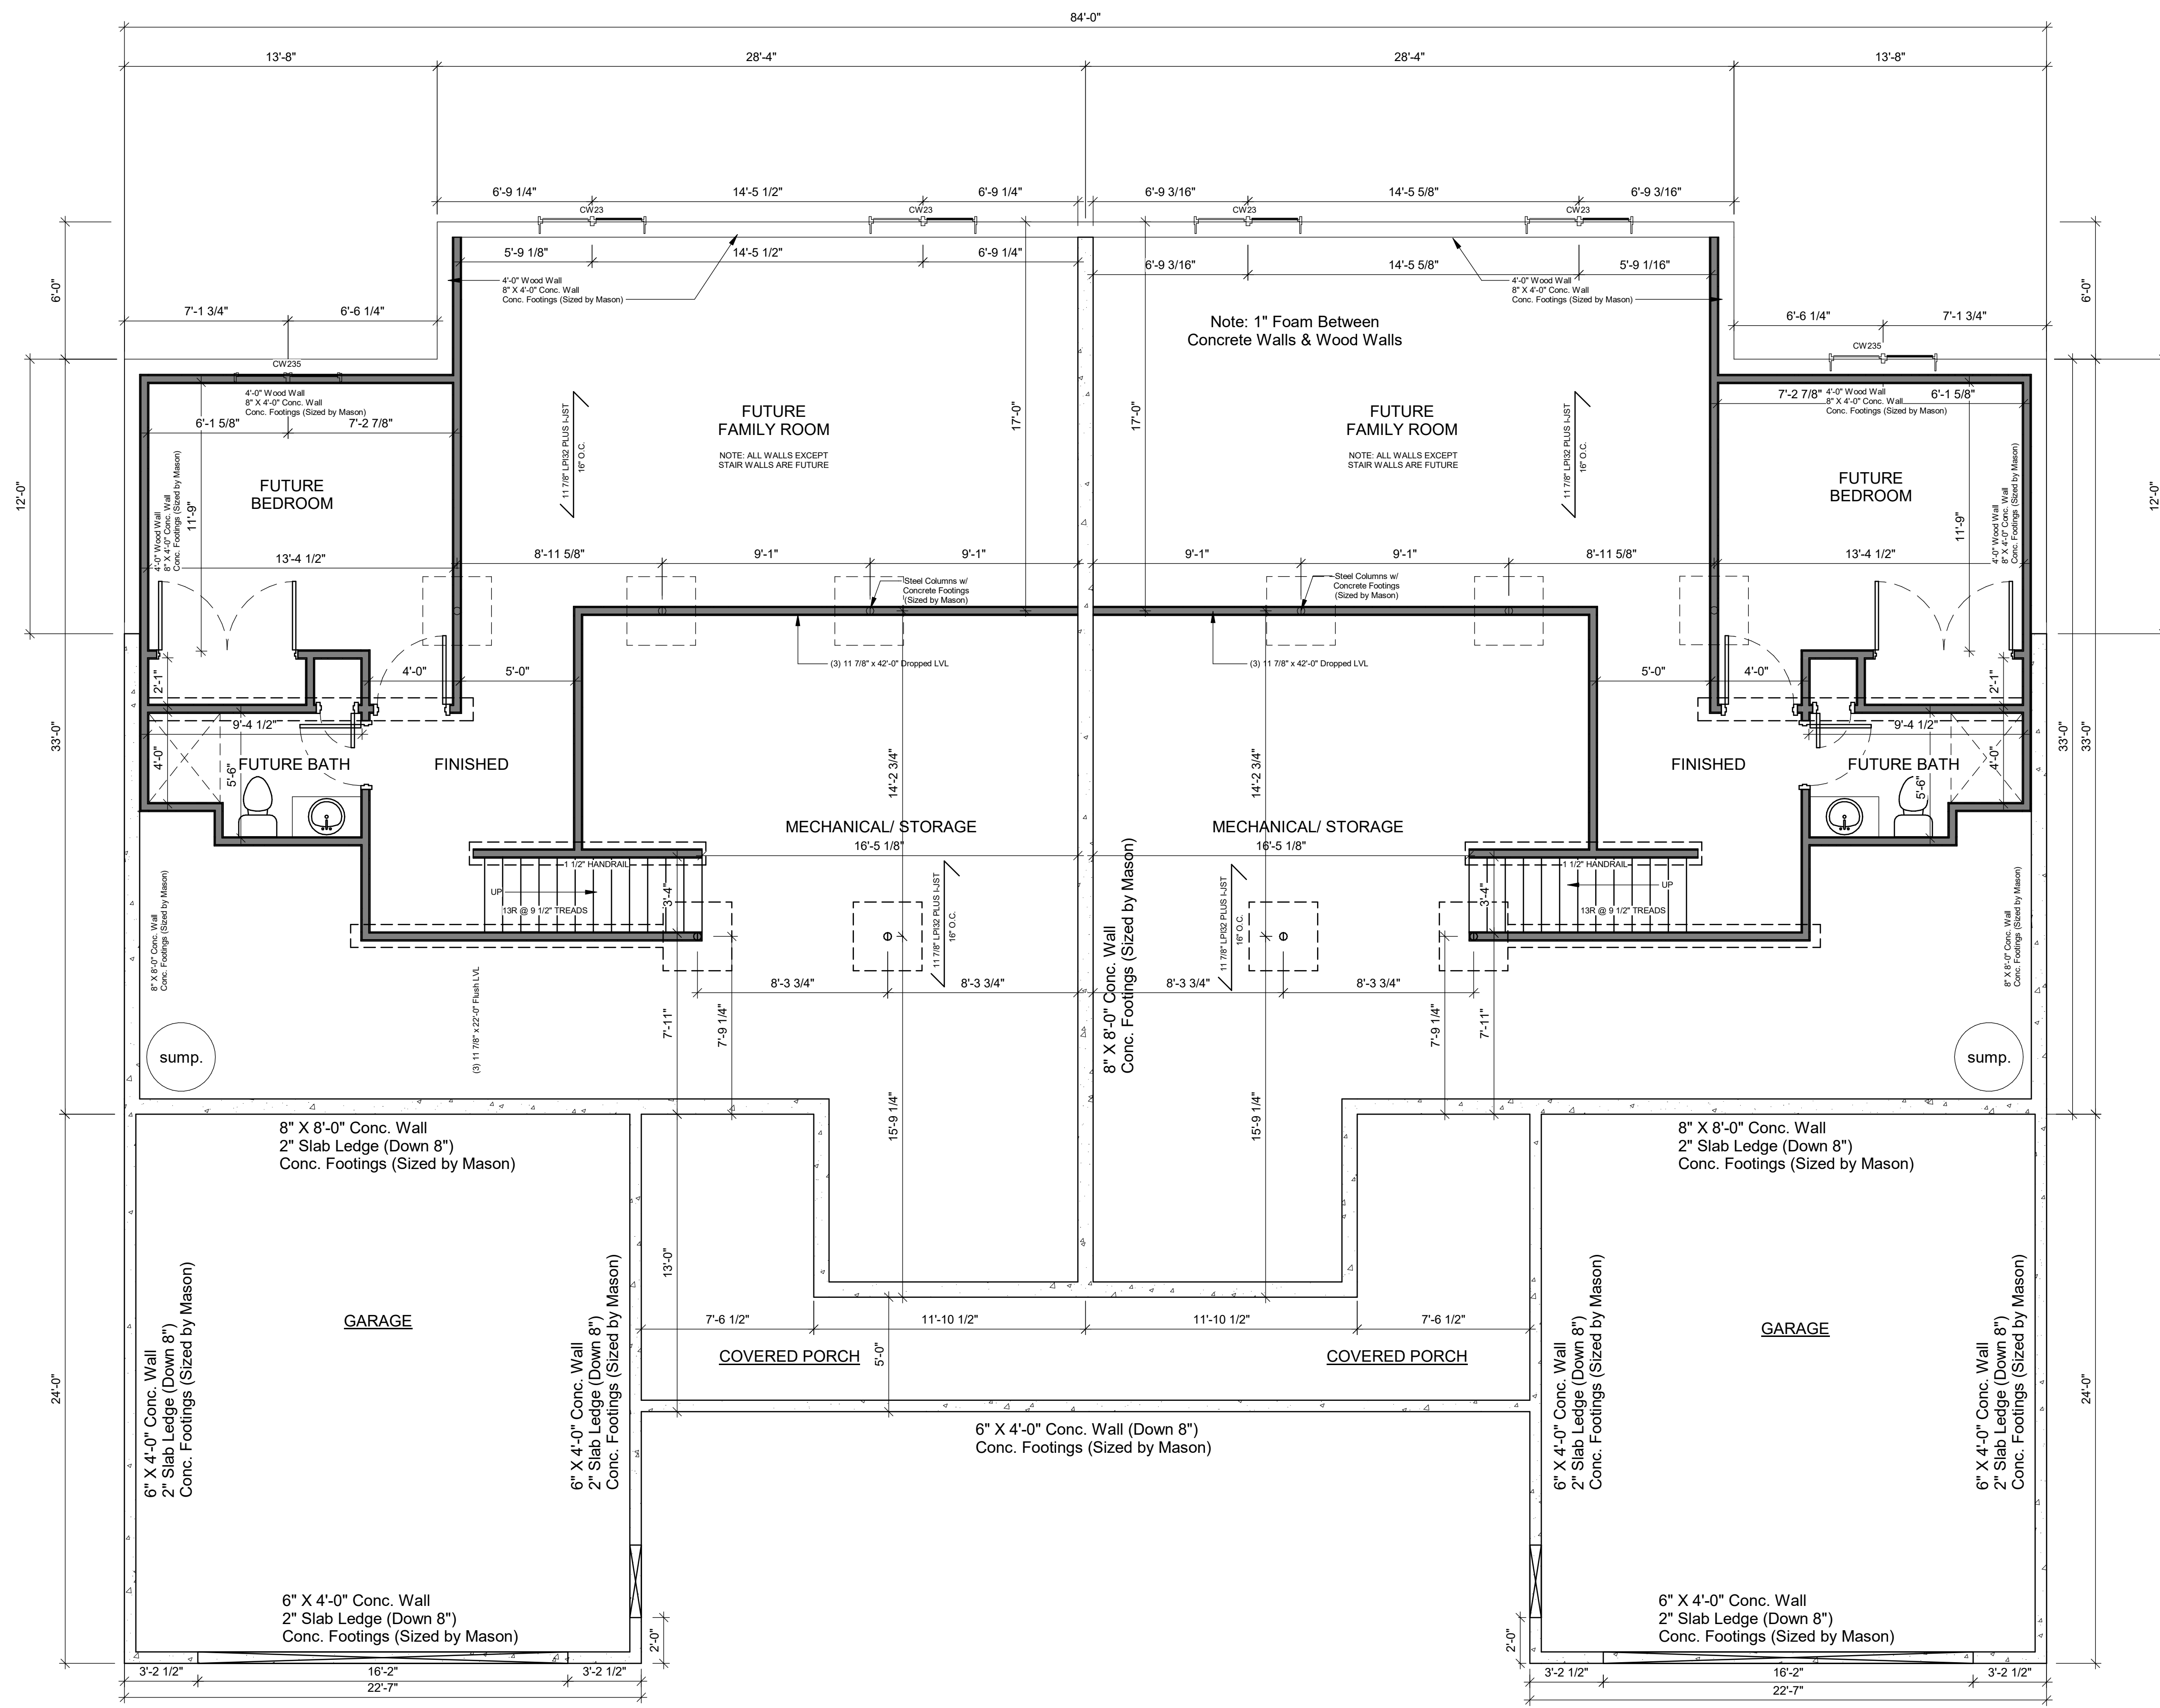 84'-0"
13'-8"
28'-4"
28'-4"
13'-8"
6'-9 1/4"
14'-5 1/2"
6'-9 1/4"
6'-9 3/16"
14'-5 5/8"
6'-9 3/16"
CW23
CW23
CW23
CW23
5'-9 1/8"
14'-5 1/2"
6'-9 1/4"
6'-9 3/16"
14'-5 5/8"
5'-9 1/16"
4'-0" Wood Wall
8" X 4'-0" Conc. Wall
Conc. Footings (Sized by Mason)
4'-0" Wood Wall
8" X 4'-0" Conc. Wall
Conc. Footings (Sized by Mason)
6'-0"
6'-0"
7'-1 3/4"
6'-6 1/4"
Note: 1" Foam Between
Concrete Walls & Wood Walls
6'-6 1/4"
7'-1 3/4"
CW235
CW235
4'-0" Wood Wall
8" X 4'-0" Conc. Wall
Conc. Footings (Sized by Mason)
6'-1 5/8"
7'-2 7/8"
7'-2 7/8"
4'-0" Wood Wall
8" X 4'-0" Conc. Wall
Conc. Footings (Sized by Mason)
6'-1 5/8"
FUTURE
FAMILY ROOM
NOTE: ALL WALLS EXCEPT
STAIR WALLS ARE FUTURE
FUTURE
FAMILY ROOM
NOTE: ALL WALLS EXCEPT
STAIR WALLS ARE FUTURE
11 7/8" LPI32 PLUS I-JST
16" O.C.
17'-0"
17'-0"
11 7/8" LPI32 PLUS I-JST
16" O.C.
12'-0"
4'-0" Wood Wall
8" X 4'-0" Conc. Wall
Conc. Footings (Sized by Mason)
11'-9"
FUTURE
BEDROOM
FUTURE
BEDROOM
11'-9"
4'-0" Wood Wall
8" X 4'-0" Conc. Wall
Conc. Footings (Sized by Mason)
12'-0"
13'-4 1/2"
8'-11 5/8"
9'-1"
9'-1"
9'-1"
9'-1"
8'-11 5/8"
13'-4 1/2"
Steel Columns w/
Concrete Footings
(Sized by Mason)
Steel Columns w/
Concrete Footings
(Sized by Mason)
(3) 11 7/8" x 42'-0" Dropped LVL
(3) 11 7/8" x 42'-0" Dropped LVL
4'-0"
5'-0"
5'-0"
4'-0"
2'-1"
2'-1"
9'-4 1/2"
9'-4 1/2"
33'-0"
33'-0"
33'-0"
4'-0"
5'-6"
FUTURE BATH
FINISHED
14'-2 3/4"
14'-2 3/4"
FINISHED
FUTURE BATH
5'-6"
4'-0"
MECHANICAL/ STORAGE
16'-5 1/8"
MECHANICAL/ STORAGE
16'-5 1/8"
1 1/2" HANDRAIL
UP
13R @ 9 1/2" TREADS
3'-4"
1 1/2" HANDRAIL
UP
13R @ 9 1/2" TREADS
3'-4"
11 7/8" LPI32 PLUS I-JST
16" O.C.
11 7/8" LPI32 PLUS I-JST
16" O.C.
8" X 8'-0" Conc. Wall
Conc. Footings (Sized by Mason)
8" X 8'-0" Conc. Wall
Conc. Footings (Sized by Mason)
8" X 8'-0" Conc. Wall
Conc. Footings (Sized by Mason)
8'-3 3/4"
8'-3 3/4"
8'-3 3/4"
8'-3 3/4"
(3) 11 7/8" x 22'-0" Flush LVL
7'-11"
7'-9 1/4"
7'-9 1/4"
7'-11"
sump.
sump.
15'-9 1/4"
15'-9 1/4"
8" X 8'-0" Conc. Wall
2" Slab Ledge (Down 8")
Conc. Footings (Sized by Mason)
8" X 8'-0" Conc. Wall
2" Slab Ledge (Down 8")
Conc. Footings (Sized by Mason)
13'-0"
7'-6 1/2"
11'-10 1/2"
11'-10 1/2"
7'-6 1/2"
GARAGE
GARAGE
COVERED PORCH
5'-0"
COVERED PORCH
24'-0"
24'-0"
6" X 4'-0" Conc. Wall
2" Slab Ledge (Down 8")
Conc. Footings (Sized by Mason)
6" X 4'-0" Conc. Wall
2" Slab Ledge (Down 8")
Conc. Footings (Sized by Mason)
6" X 4'-0" Conc. Wall (Down 8")
Conc. Footings (Sized by Mason)
6" X 4'-0" Conc. Wall
2" Slab Ledge (Down 8")
Conc. Footings (Sized by Mason)
6" X 4'-0" Conc. Wall
2" Slab Ledge (Down 8")
Conc. Footings (Sized by Mason)
6" X 4'-0" Conc. Wall
2" Slab Ledge (Down 8")
Conc. Footings (Sized by Mason)
6" X 4'-0" Conc. Wall
2" Slab Ledge (Down 8")
Conc. Footings (Sized by Mason)
2'-0"
2'-0"
3'-2 1/2"
16'-2"
3'-2 1/2"
3'-2 1/2"
16'-2"
3'-2 1/2"
22'-7"
22'-7"